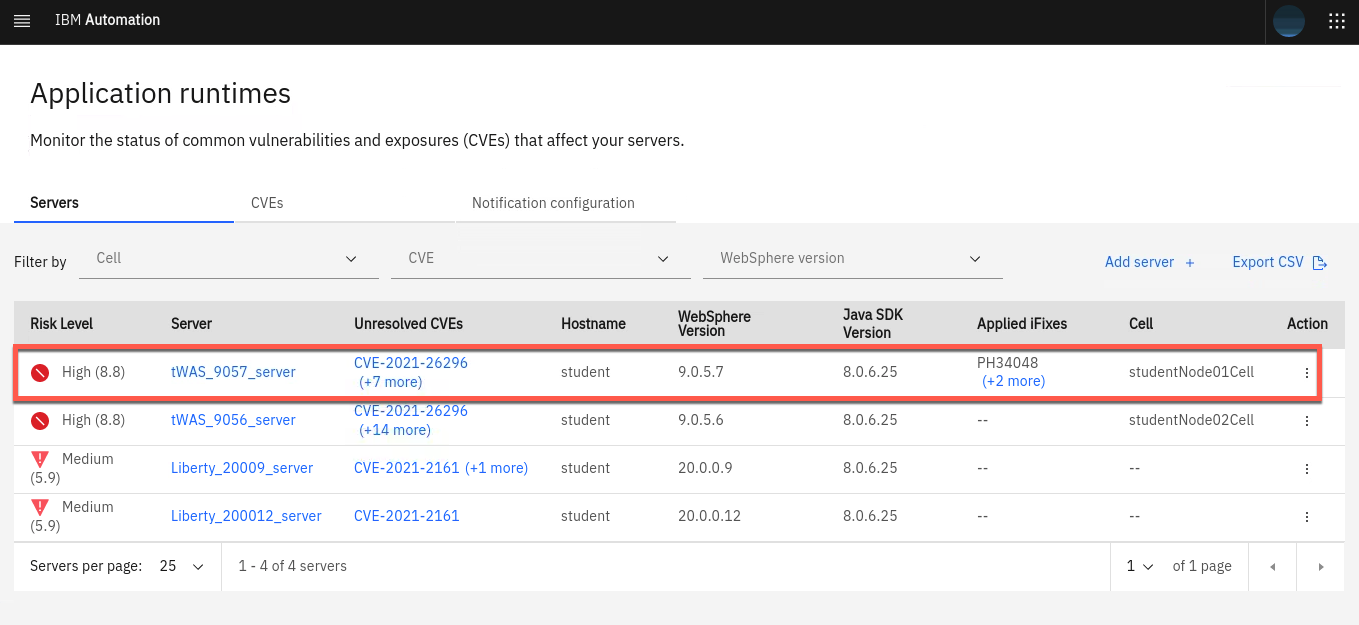 IBM Automation
Application runtimes
Monitor the status of common vulnerabilities and exposures (CVEs) that affect your servers.
Servers CVEs Notification configuration
Filter by Cell CVE WebSphere version Add server + Export CSV
Risk Level Server Unresolved CVEs Hostname WebSphere Version Java SDK Version Applied iFixes Cell Action
High (8.8) tWAS_9057_server CVE-2021-26296 (+7 more) student 9.0.5.7 8.0.6.25 PH34048 (+2 more) studentNode01Cell
High (8.8) tWAS_9056_server CVE-2021-26296 (+14 more) student 9.0.5.6 8.0.6.25 -- studentNode02Cell
Medium (5.9) Liberty_20009_server CVE-2021-2161 (+1 more) student 20.0.0.9 8.0.6.25 -- --
Medium (5.9) Liberty_200012_server CVE-2021-2161 student 20.0.0.12 8.0.6.25 -- --
Servers per page: 25 1 - 4 of 4 servers 1 of 1 page